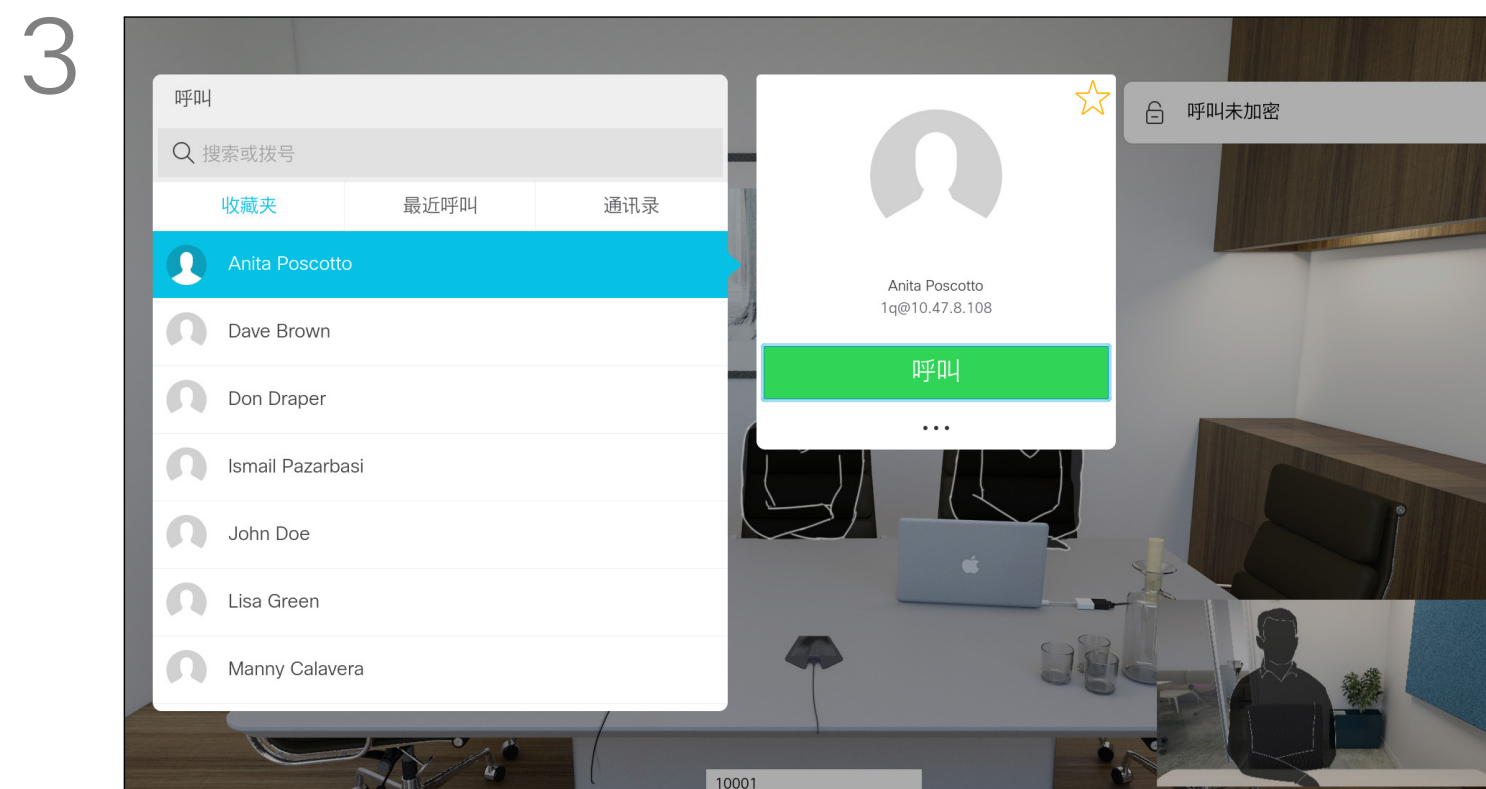 3
呼叫
搜索或拨号
收藏夹 最近呼叫 通讯录
Anita Poscotto
Dave Brown
Don Draper
Ismail Pazarbasi
John Doe
Lisa Green
Manny Calavera
Anita Poscotto
1q@10.47.8.108
呼叫
...
呼叫未加密
10001